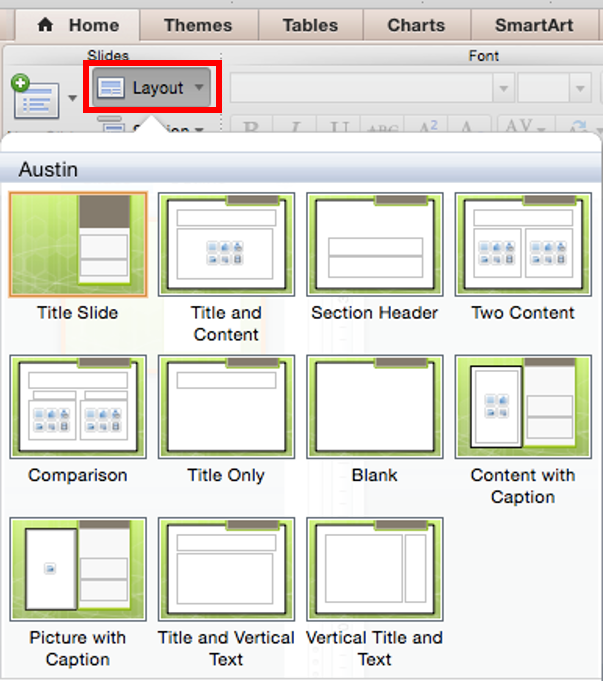 Home Themes Tables Charts SmartArt
Slides Font
Layout
Austin
Title Slide
Title and
Content
Section Header
Two Content
Comparison
Title Only
Blank
Content with
Caption
Picture with
Caption
Title and Vertical
Text
Vertical Title and
Text